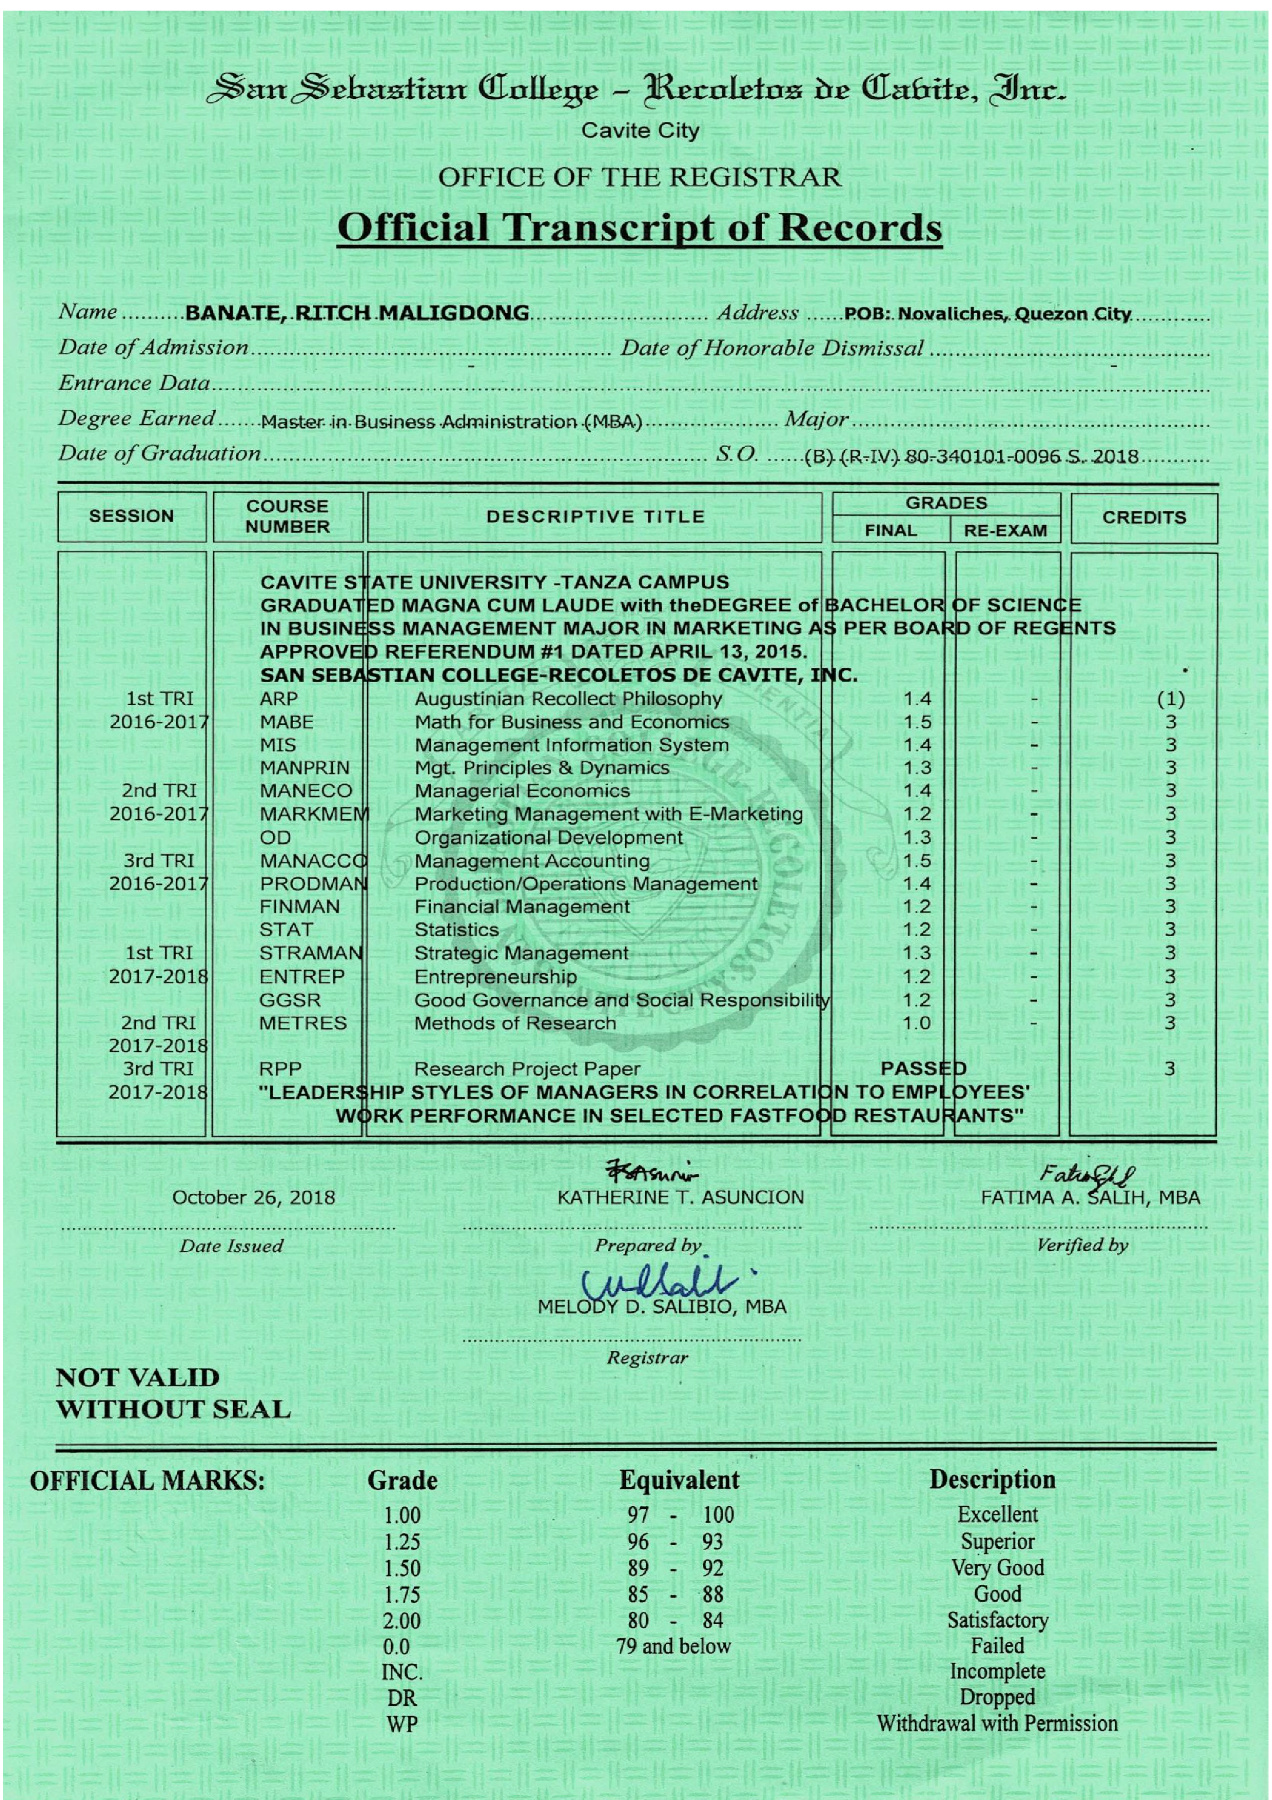 San Sebastian College – Recoletos de Cavite, Inc.
Cavite City
OFFICE OF THE REGISTRAR
Official Transcript of Records
Name ..........BANATE, RITCH MALIGDONG............................ Address ......POB: Novaliches, Quezon City.............
Date of Admission........................................................ Date of Honorable Dismissal ............................................
- -
Entrance Data..........................................................................................................................................
Degree Earned.......Master in Business Administration (MBA)..................... Major.........................................................
Date of Graduation...................................................................... S.O. ......(B) (R-IV) 80-340101-0096 S. 2018...........
SESSION COURSE NUMBER DESCRIPTIVE TITLE GRADES FINAL RE-EXAM CREDITS
CAVITE STATE UNIVERSITY -TANZA CAMPUS
GRADUATED MAGNA CUM LAUDE with theDEGREE of BACHELOR OF SCIENCE
IN BUSINESS MANAGEMENT MAJOR IN MARKETING AS PER BOARD OF REGENTS
APPROVED REFERENDUM #1 DATED APRIL 13, 2015.
SAN SEBASTIAN COLLEGE-RECOLETOS DE CAVITE, INC.
1st TRI ARP Augustinian Recollect Philosophy 1.4 - (1)
2016-2017 MABE Math for Business and Economics 1.5 - 3
MIS Management Information System 1.4 - 3
MANPRIN Mgt. Principles & Dynamics 1.3 - 3
2nd TRI MANECO Managerial Economics 1.4 - 3
2016-2017 MARKMEM Marketing Management with E-Marketing 1.2 - 3
OD Organizational Development 1.3 - 3
3rd TRI MANACCO Management Accounting 1.5 - 3
2016-2017 PRODMAN Production/Operations Management 1.4 - 3
FINMAN Financial Management 1.2 - 3
STAT Statistics 1.2 - 3
1st TRI STRAMAN Strategic Management 1.3 - 3
2017-2018 ENTREP Entrepreneurship 1.2 - 3
GGSR Good Governance and Social Responsibility 1.2 - 3
2nd TRI METRES Methods of Research 1.0 - 3
2017-2018
3rd TRI RPP Research Project Paper PASSED 3
2017-2018 "LEADERSHIP STYLES OF MANAGERS IN CORRELATION TO EMPLOYEES'
WORK PERFORMANCE IN SELECTED FASTFOOD RESTAURANTS"
October 26, 2018 KATHERINE T. ASUNCION FATIMA A. SALIH, MBA
Date Issued Prepared by Verified by
MELODY D. SALIBIO, MBA
Registrar
NOT VALID
WITHOUT SEAL
OFFICIAL MARKS: Grade Equivalent Description
1.00 97 - 100 Excellent
1.25 96 - 93 Superior
1.50 89 - 92 Very Good
1.75 85 - 88 Good
2.00 80 - 84 Satisfactory
0.0 79 and below Failed
INC. Incomplete
DR Dropped
WP Withdrawal with Permission